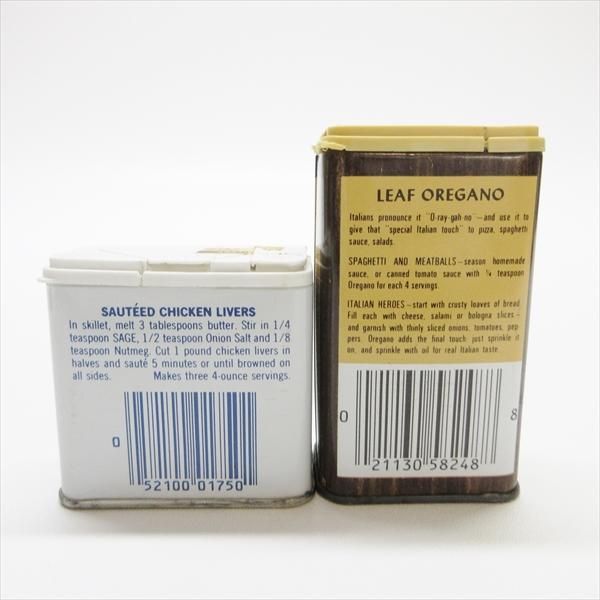 SAUTÉED CHICKEN LIVERS
In skillet, melt 3 tablespoons butter. Stir in 1/4
teaspoon SAGE, 1/2 teaspoon Onion Salt and 1/8
teaspoon Nutmeg. Cut 1 pound chicken livers in
halves and sauté 5 minutes or until browned on
all sides. Makes three 4-ounce servings.
0
52100 01750
LEAF OREGANO
Italians pronounce it "O-ray-gah-no"—and use it to
give that "special Italian touch" to pizza, spaghetti
sauce, salads.
SPAGHETTI AND MEATBALLS—season homemade
sauce, or canned tomato sauce with ¼ teaspoon
Oregano for each 4 servings.
ITALIAN HEROES—start with crusty loaves of bread.
Fill each with cheese, salami or bologna slices—
and garnish with thinly sliced onions, tomatoes, pep-
pers. Oregano adds the final touch: just sprinkle it
on, and sprinkle with oil for real Italian taste.
0 8
21130 58248